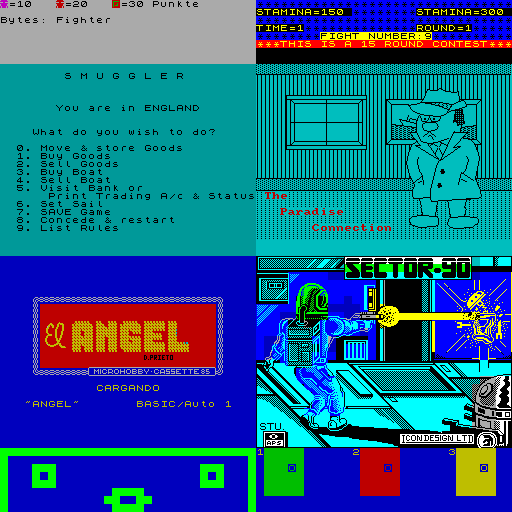 =10 =20 =30 Punkte
Bytes: Fighter
STAMINA=150 STAMINA=300
TIME=1 ROUND=1
FIGHT NUMBER:9
***THIS IS A 15 ROUND CONTEST***
S M U G G L E R
You are in ENGLAND
What do you wish to do?
0. Move & store Goods
1. Buy Goods
2. Sell Goods
3. Buy Boat
4. Sell Boat
5. Visit Bank or
Print Trading A/c & Status
6. Set Sail
7. SAVE Game
8. Concede & restart
9. List Rules
The
Paradise
Connection
El ANGEL
D.PRIETO
MICROHOBBY-CASSETTE 85
CARGANDO
"ANGEL" BASIC/Auto 1
SECTOR·90
STU.
APS
ICON DESIGN LTD
a
1 2 3